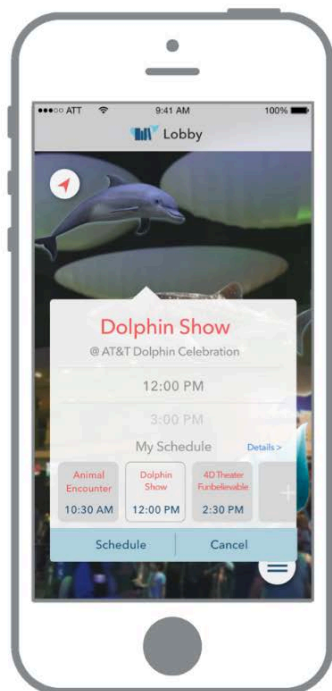 ATT 9:41 AM 100%
Lobby
Dolphin Show
@ AT&T Dolphin Celebration
12:00 PM
3:00 PM
My Schedule Details >
Animal Encounter 10:30 AM
Dolphin Show 12:00 PM
4D Theater Funbelievable 2:30 PM
+
Schedule Cancel